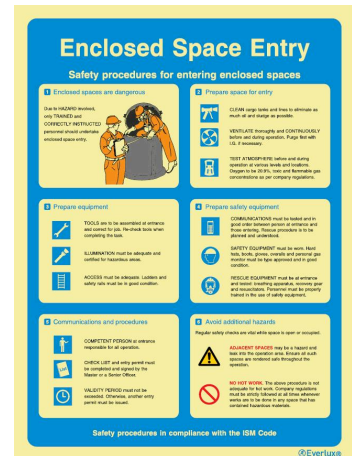 Enclosed Space Entry
Safety procedures for entering enclosed spaces
1 Enclosed spaces are dangerous
Due to HAZARD involved,
only TRAINED and
CORRECTLY INSTRUCTED
personnel should undertake
enclosed space entry.
2 Prepare space for entry
CLEAN cargo tanks and lines to eliminate as
much oil and sludge as possible.
VENTILATE thoroughly and CONTINUOUSLY
before and during operation. Purge first with
I.G. if necessary.
TEST ATMOSPHERE before and during
operation at various levels and locations.
Oxygen to be 20.9%, toxic and flammable gas
concentrations as per company regulations.
3 Prepare equipment
TOOLS are to be assembled at entrance
and correct for job. Re-check tools when
completing the task.
ILLUMINATION must be adequate and
certified for hazardous areas.
ACCESS must be adequate. Ladders and
safety rails must be in good condition.
4 Prepare safety equipment
COMMUNICATIONS must be tested and in
good order between person at entrance and
those entering. Rescue procedure is to be
planned and understood.
SAFETY EQUIPMENT must be worn. Hard
hats, boots, gloves, overalls and personal gas
monitor must be type approved and in good
condition.
RESCUE EQUIPMENT must be at entrance
and tested: breathing apparatus, recovery gear
and resuscitators. Personnel must be properly
trained in the use of safety equipment.
5 Communications and procedures
COMPETENT PERSON at entrance
responsible for all operation.
CHECK LIST and entry permit must
be completed and signed by the
Master or a Senior Officer.
VALIDITY PERIOD must not be
exceeded. Otherwise, another entry
permit must be issued.
6 Avoid additional hazards
Regular safety checks are vital while space is open or occupied.
ADJACENT SPACES may be a hazard and
leak into the operation area. Ensure all such
spaces are rendered safe throughout the
operation.
NO HOT WORK. The above procedure is not
adequate for hot work. Company regulations
must be strictly followed at all times whenever
works are to be done in any space that has
contained hazardous materials.
Safety procedures in compliance with the ISM Code
Everlux®